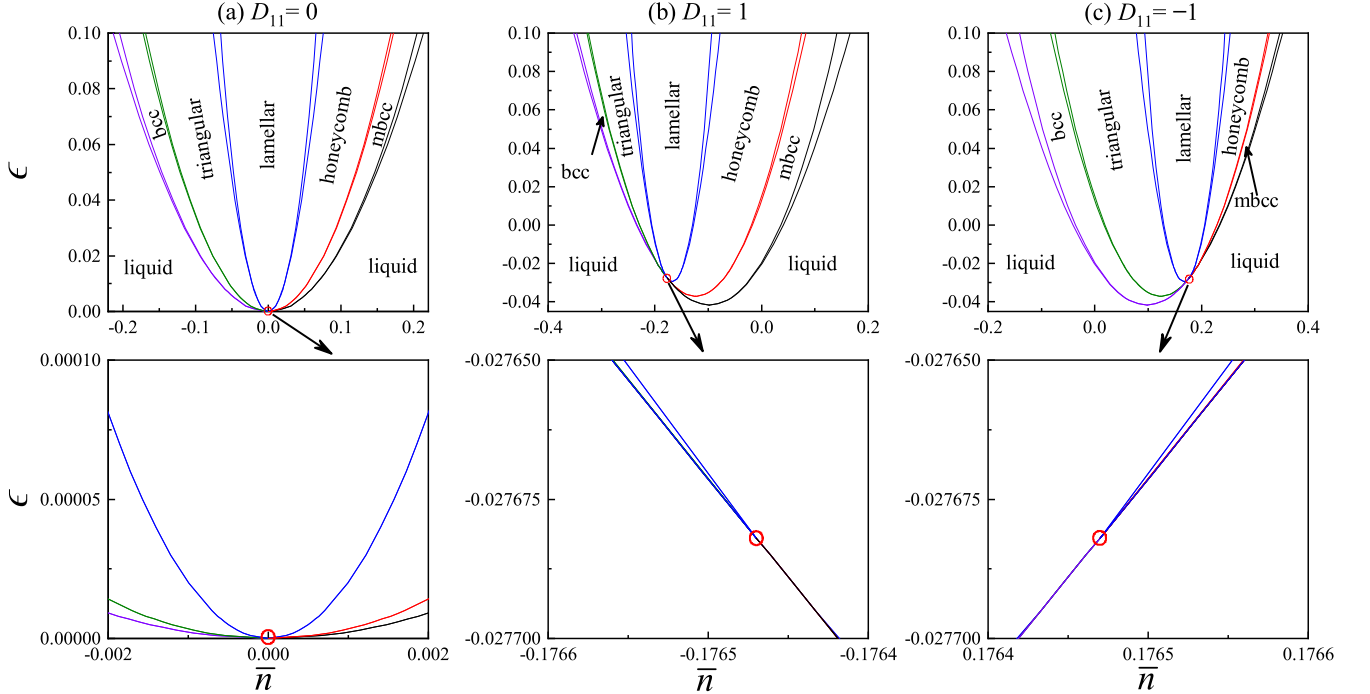 (a) D₁₁= 0
(b) D₁₁= 1
(c) D₁₁= −1
ϵ
0.10
0.08
0.06
0.04
0.02
0.00
-0.2
-0.1
0.0
0.1
0.2
bcc
triangular
lamellar
honeycomb
mbcc
liquid
liquid
0.10
0.08
0.06
0.04
0.02
0.00
-0.02
-0.04
-0.4
-0.2
0.0
0.2
bcc
triangular
lamellar
honeycomb
mbcc
liquid
liquid
0.10
0.08
0.06
0.04
0.02
0.00
-0.02
-0.04
-0.2
0.0
0.2
0.4
bcc
triangular
lamellar
honeycomb
mbcc
liquid
liquid
ϵ
0.00010
0.00005
0.00000
-0.002
0.000
0.002
n̅
-0.027650
-0.027675
-0.027700
-0.1766
-0.1765
-0.1764
n̅
-0.027650
-0.027675
-0.027700
0.1764
0.1765
0.1766
n̅